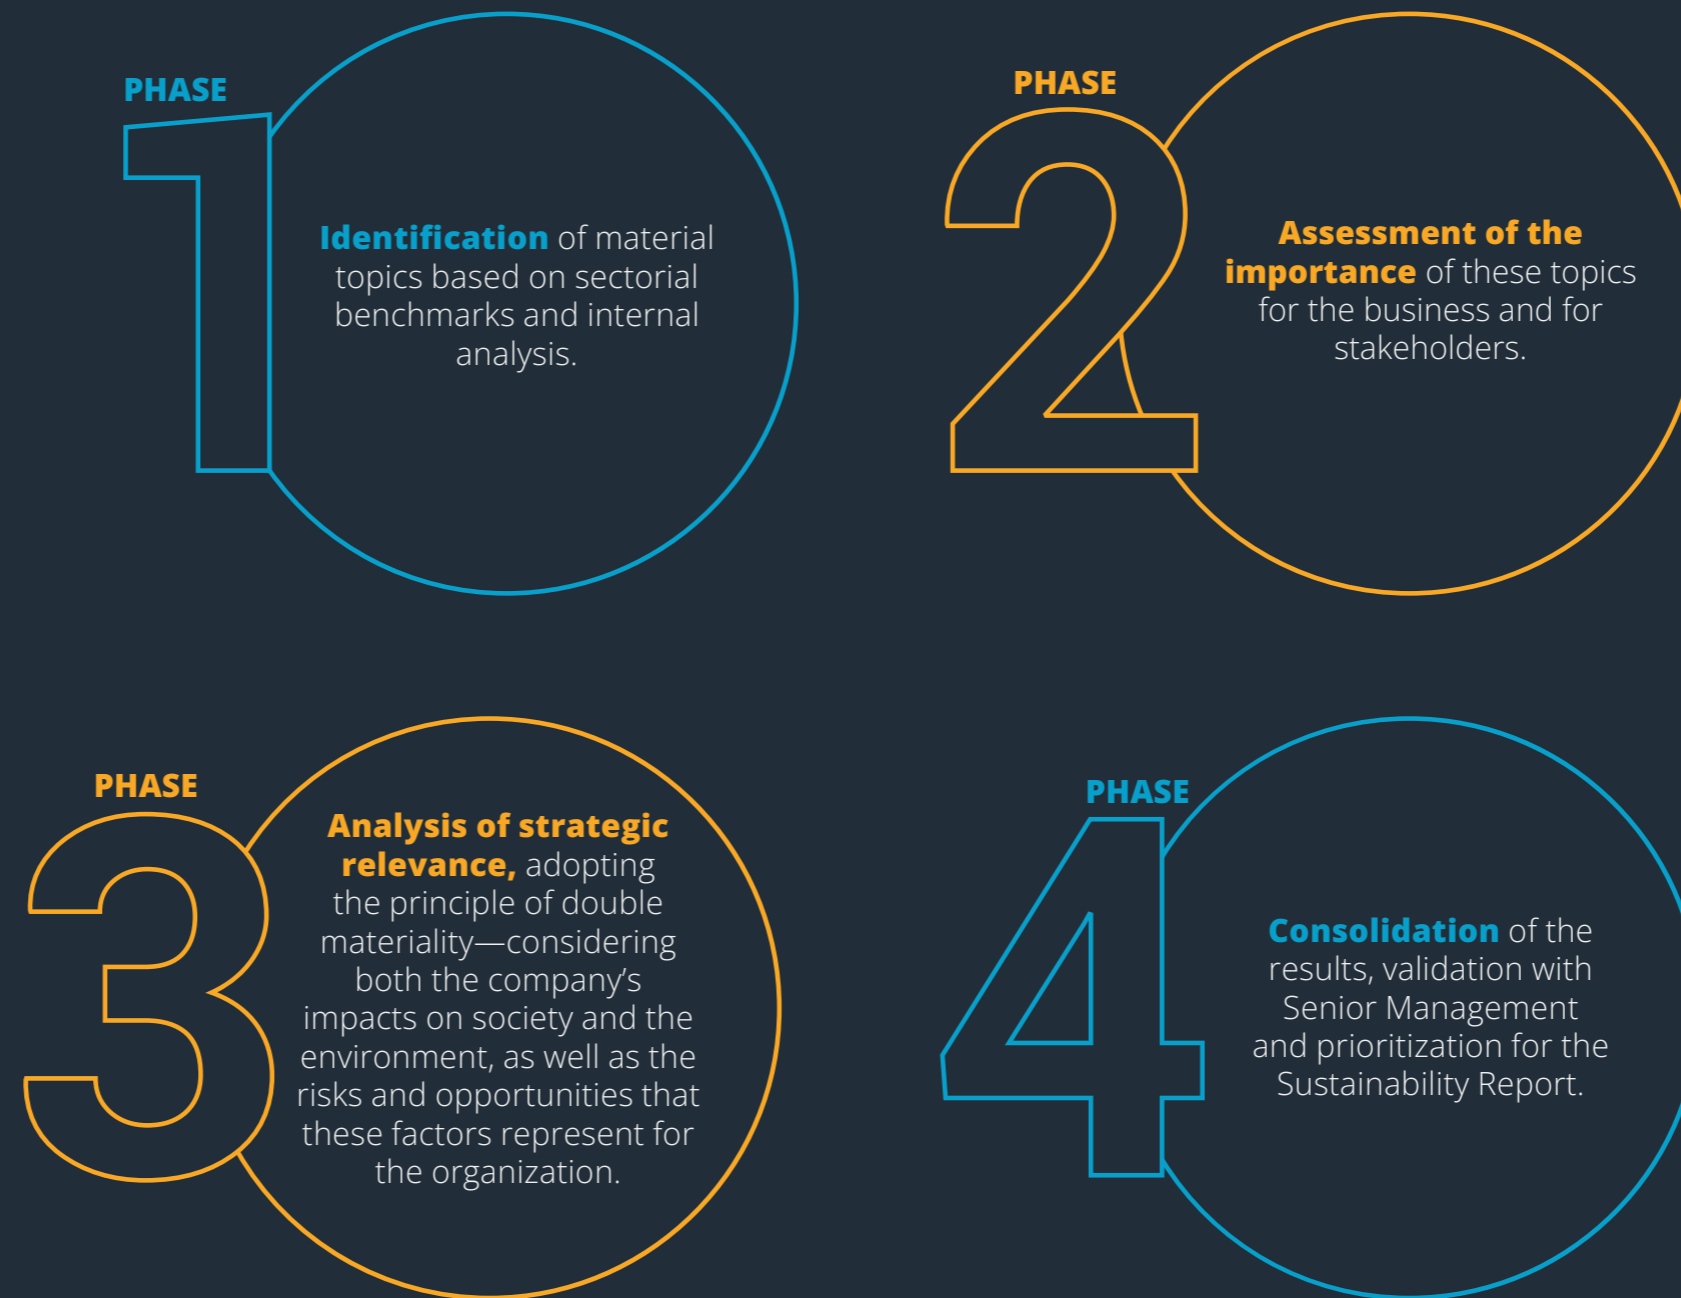 PHASE
1
Identification of material
topics based on sectorial
benchmarks and internal
analysis.
PHASE
2
Assessment of the
importance of these topics
for the business and for
stakeholders.
PHASE
3
Analysis of strategic
relevance, adopting
the principle of double
materiality—considering
both the company’s
impacts on society and the
environment, as well as the
risks and opportunities that
these factors represent for
the organization.
PHASE
4
Consolidation of the
results, validation with
Senior Management
and prioritization for the
Sustainability Report.